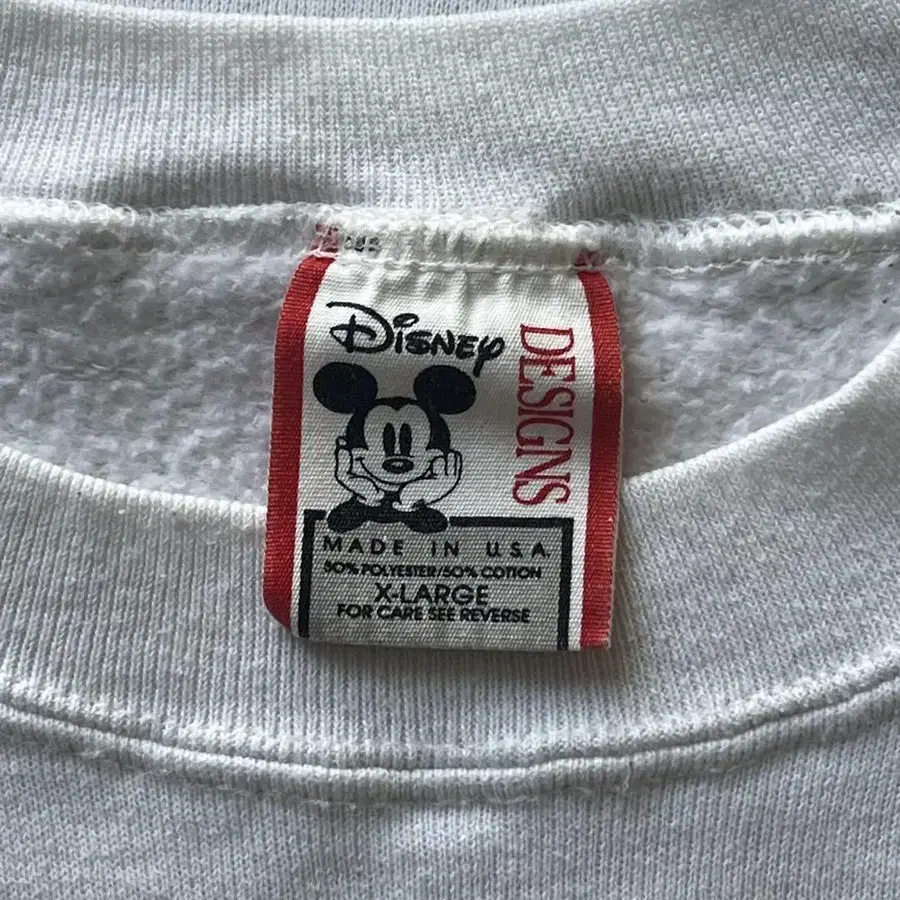 Disney
DESIGNS
MADE IN U.S.A.
50% POLYESTER/50% COTTON
X-LARGE
FOR CARE SEE REVERSE